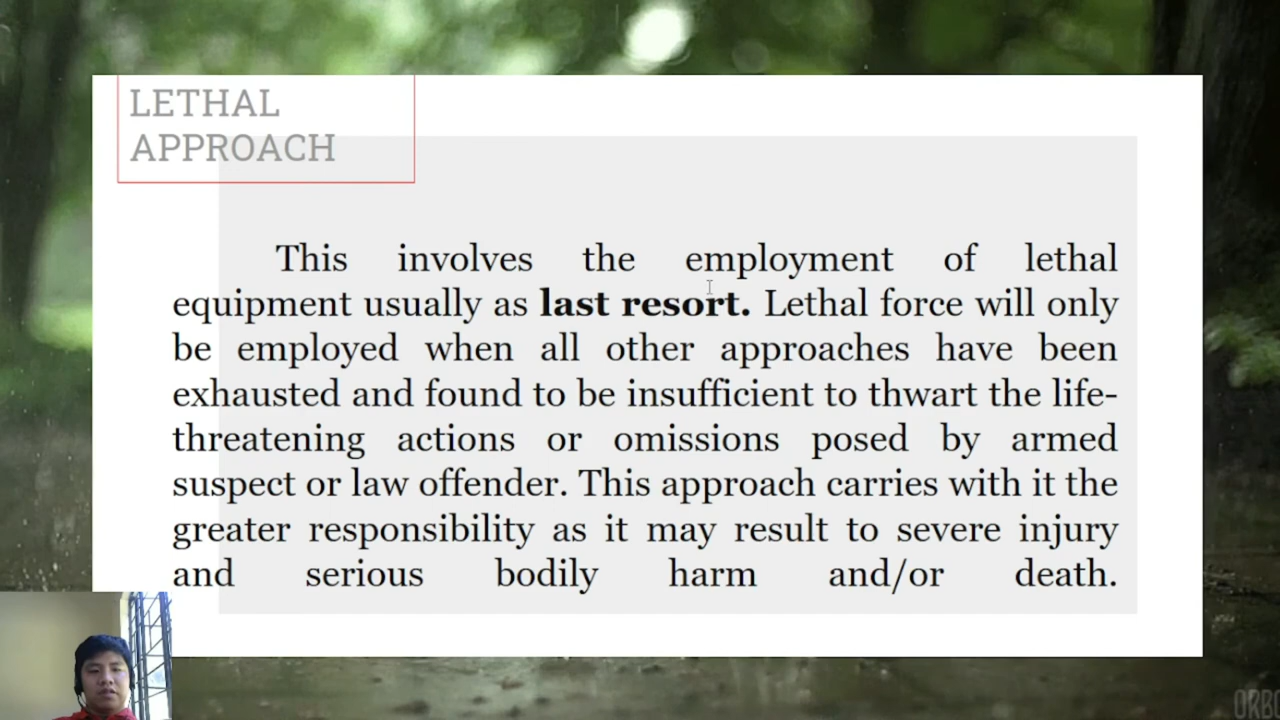 LETHAL
APPROACH
This involves the employment of lethal
equipment usually as last resort. Lethal force will only
be employed when all other approaches have been
exhausted and found to be insufficient to thwart the life-
threatening actions or omissions posed by armed
suspect or law offender. This approach carries with it the
greater responsibility as it may result to severe injury
and serious bodily harm and/or death.